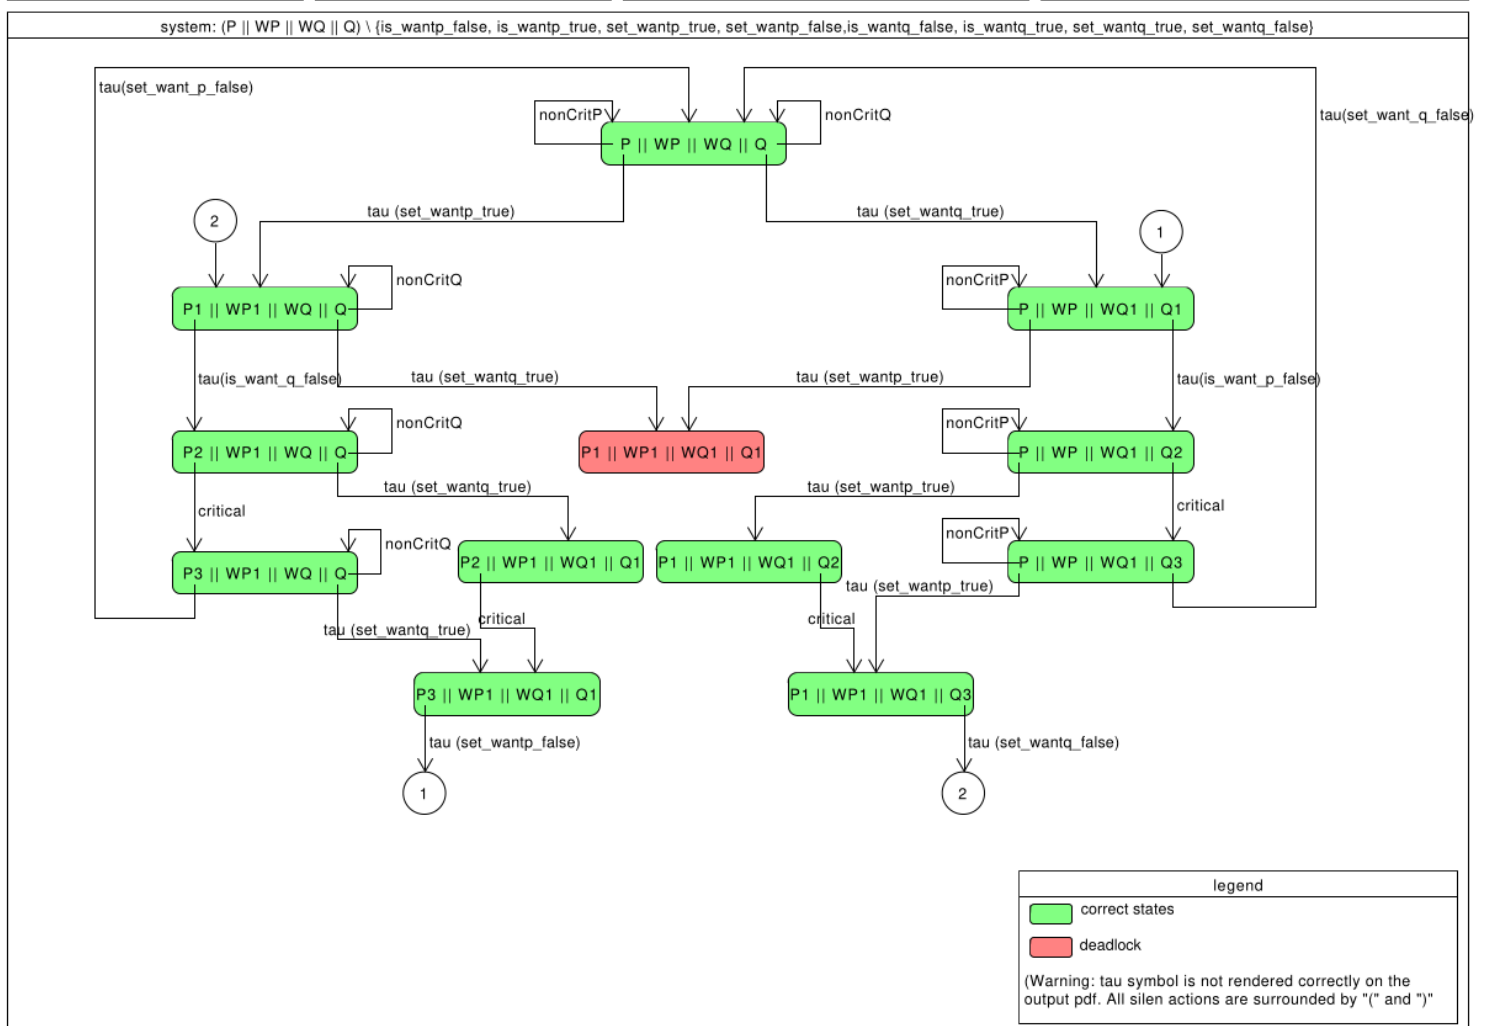 system: (P || WP || WQ || Q) \ {is_wantp_false, is_wantp_true, set_wantp_true, set_wantp_false,is_wantq_false, is_wantq_true, set_wantq_true, set_wantq_false}
tau(set_want_p_false)
nonCritP
nonCritQ
tau(set_want_q_false)
P || WP || WQ || Q
tau (set_wantp_true)
tau (set_wantq_true)
2
1
nonCritQ
nonCritP
P1 || WP1 || WQ || Q
P || WP || WQ1 || Q1
tau(is_want_q_false)
tau (set_wantq_true)
tau (set_wantp_true)
tau(is_want_p_false)
nonCritQ
nonCritP
P2 || WP1 || WQ || Q
P1 || WP1 || WQ1 || Q1
P || WP || WQ1 || Q2
tau (set_wantq_true)
tau (set_wantp_true)
critical
critical
nonCritQ
nonCritP
P3 || WP1 || WQ || Q
P2 || WP1 || WQ1 || Q1
P1 || WP1 || WQ1 || Q2
P || WP || WQ1 || Q3
tau (set_wantp_true)
critical
critical
tau (set_wantq_true)
P3 || WP1 || WQ1 || Q1
P1 || WP1 || WQ1 || Q3
tau (set_wantp_false)
tau (set_wantq_false)
1
2
legend
correct states
deadlock
(Warning: tau symbol is not rendered correctly on the
output pdf. All silen actions are surrounded by "(" and ")"